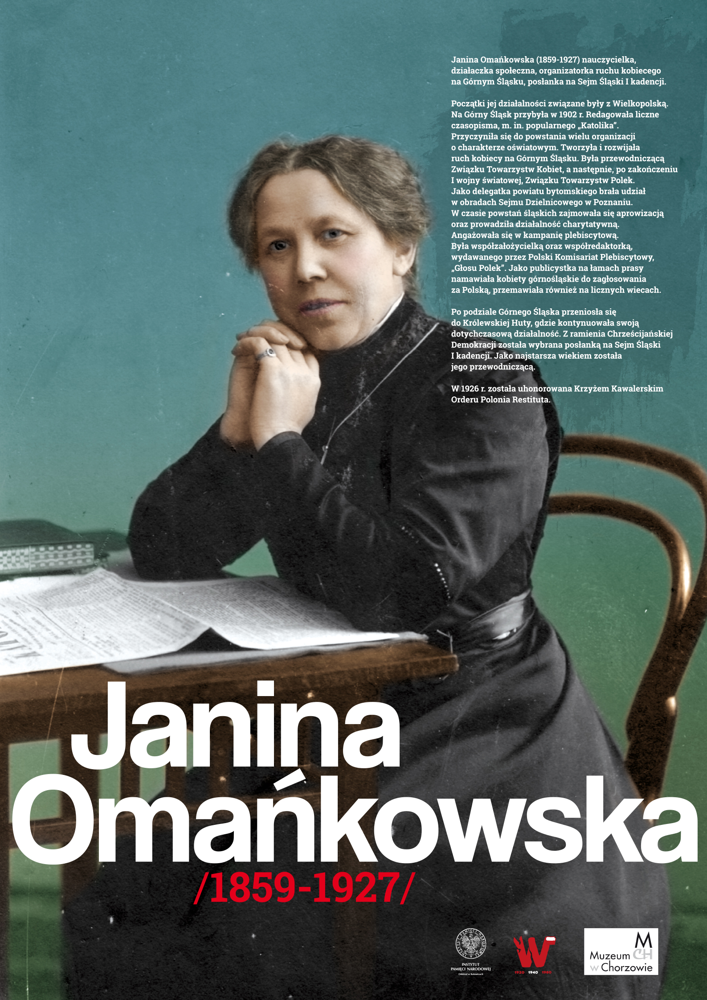 Janina Omańkowska (1859-1927) nauczycielka,
działaczka społeczna, organizatorka ruchu kobiecego
na Górnym Śląsku, posłanka na Sejm Śląski I kadencji.
Początki jej działalności związane były z Wielkopolską.
Na Górny Śląsk przybyła w 1902 r. Redagowała liczne
czasopisma, m. in. popularnego „Katolika”.
Przyczyniła się do powstania wielu organizacji
o charakterze oświatowym. Tworzyła i rozwijała
ruch kobiecy na Górnym Śląsku. Była przewodniczącą
Związku Towarzystw Kobiet, a następnie, po zakończeniu
I wojny światowej, Związku Towarzystw Polek.
Jako delegatka powiatu bytomskiego brała udział
w obradach Sejmu Dzielnicowego w Poznaniu.
W czasie powstań śląskich zajmowała się aprowizacją
oraz prowadziła działalność charytatywną.
Angażowała się w kampanię plebiscytową.
Była współzałożycielką oraz współredaktorką,
wydawanego przez Polski Komisariat Plebiscytowy,
„Głosu Polek”. Jako publicystka na łamach prasy
namawiała kobiety górnośląskie do zagłosowania
za Polską, przemawiała również na licznych wiecach.
Po podziale Górnego Śląska przeniosła się
do Królewskiej Huty, gdzie kontynuowała swoją
dotychczasową działalność. Z ramienia Chrześcijańskiej
Demokracji została wybrana posłanką na Sejm Śląski
I kadencji. Jako najstarsza wiekiem została
jego przewodniczącą.
W 1926 r. została uhonorowana Krzyżem Kawalerskim
Orderu Polonia Restituta.
Janina
Omańkowska
/1859-1927/
INSTYTUT PAMIĘCI NARODOWEJ
INSTYTUT
PAMIĘCI NARODOWEJ
Oddział w Katowicach
W
1920 1940 1980
M
Muzeum CH
w Chorzowie